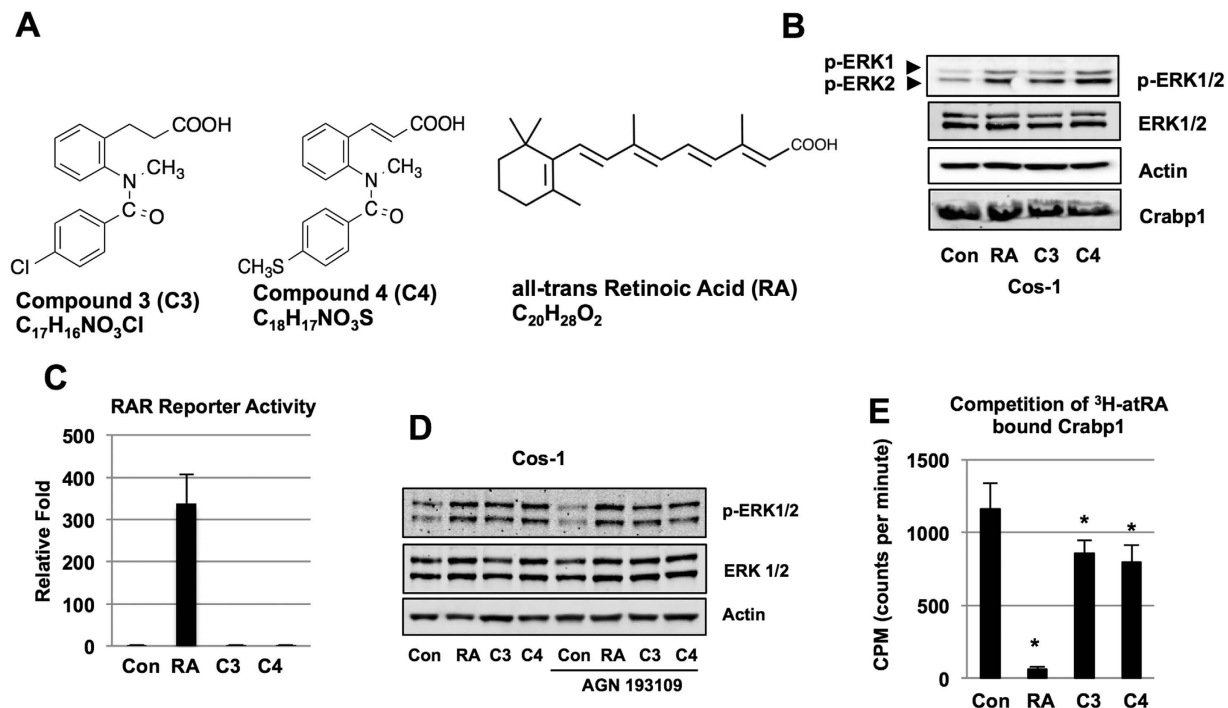 A
COOH
CH₃
N
C
O
Cl
Compound 3 (C3)
C₁₇H₁₆NO₃Cl
COOH
CH₃
N
C
O
CH₃S
Compound 4 (C4)
C₁₈H₁₇NO₃S
COOH
all-trans Retinoic Acid (RA)
C₂₀H₂₈O₂
B
p-ERK1
p-ERK2
p-ERK1/2
ERK1/2
Actin
Crabp1
Con RA C3 C4
Cos-1
C
RAR Reporter Activity
Relative Fold
500
400
300
200
100
0
Con RA C3 C4
D
Cos-1
p-ERK1/2
ERK 1/2
Actin
Con RA C3 C4 Con RA C3 C4
AGN 193109
E
Competition of ³H-atRA
bound Crabp1
CPM (counts per minute)
1500
1000
500
0
* * *
Con RA C3 C4